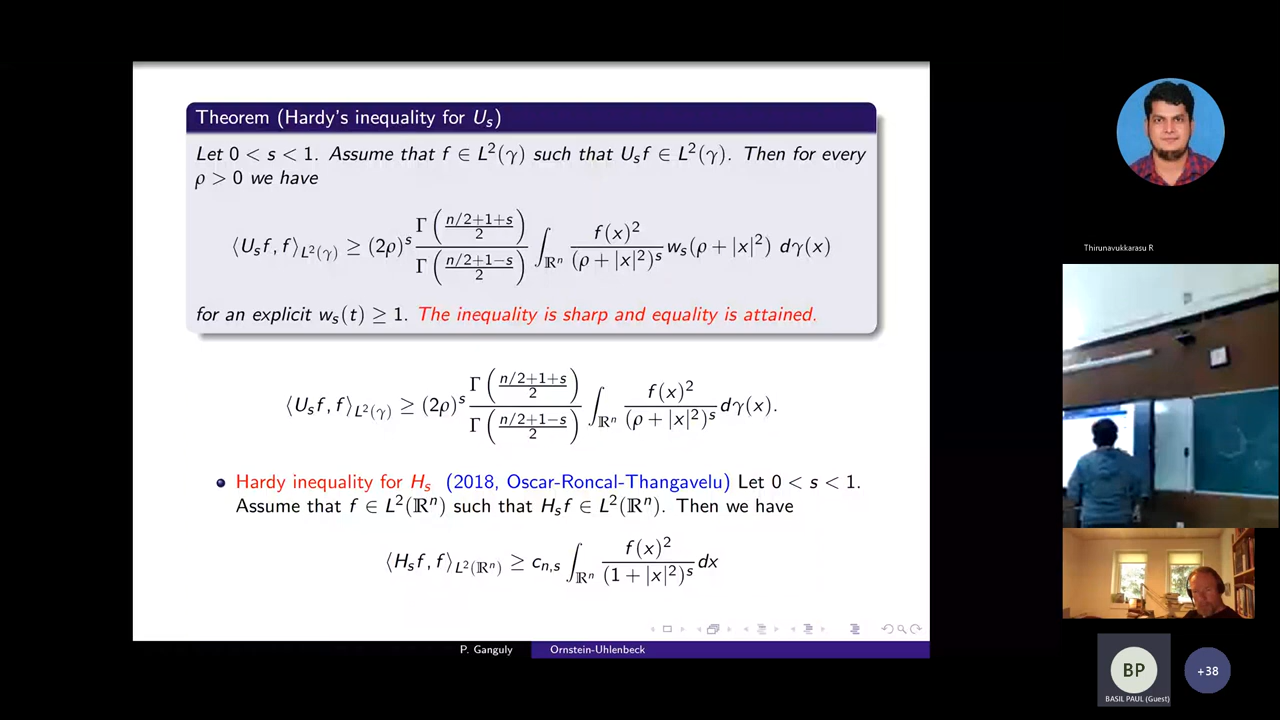 Theorem (Hardy's inequality for U_s)
Let 0 < s < 1. Assume that f ∈ L²(γ) such that U_s f ∈ L²(γ). Then for every
ρ > 0 we have
⟨U_s f, f⟩_{L²(γ)} ≥ (2ρ)^s Γ((n/2+1+s)/2) / Γ((n/2+1−s)/2) ∫_{ℝⁿ} f(x)²/(ρ + |x|²)^s w_s(ρ + |x|²) dγ(x)
for an explicit w_s(t) ≥ 1. The inequality is sharp and equality is attained.
⟨U_s f, f⟩_{L²(γ)} ≥ (2ρ)^s Γ((n/2+1+s)/2) / Γ((n/2+1−s)/2) ∫_{ℝⁿ} f(x)²/(ρ + |x|²)^s dγ(x).
Hardy inequality for H_s (2018, Oscar-Roncal-Thangavelu) Let 0 < s < 1.
Assume that f ∈ L²(ℝⁿ) such that H_s f ∈ L²(ℝⁿ). Then we have
⟨H_s f, f⟩_{L²(ℝⁿ)} ≥ c_{n,s} ∫_{ℝⁿ} f(x)²/(1 + |x|²)^s dx
P. Ganguly Ornstein-Uhlenbeck
Thirunavukkarasu R
BP
BASIL PAUL (Guest)
+38